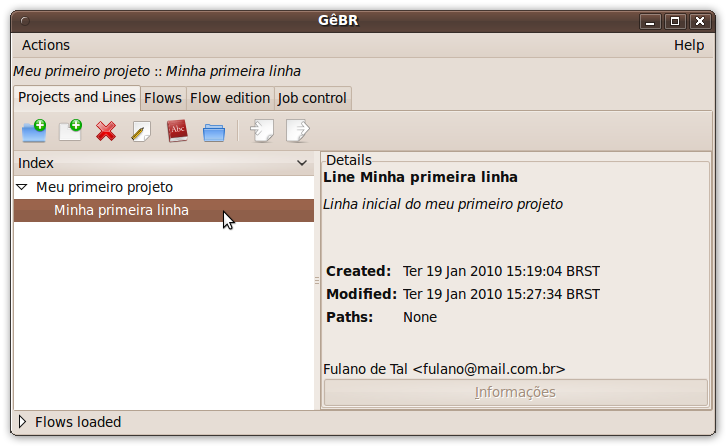 GêBR
Actions Help
Meu primeiro projeto :: Minha primeira linha
Projects and Lines Flows Flow edition Job control
Abc
Index
Meu primeiro projeto
Minha primeira linha
Details
Line Minha primeira linha
Linha inicial do meu primeiro projeto
Created: Ter 19 Jan 2010 15:19:04 BRST
Modified: Ter 19 Jan 2010 15:27:34 BRST
Paths: None
Fulano de Tal <fulano@mail.com.br>
Informações
Flows loaded